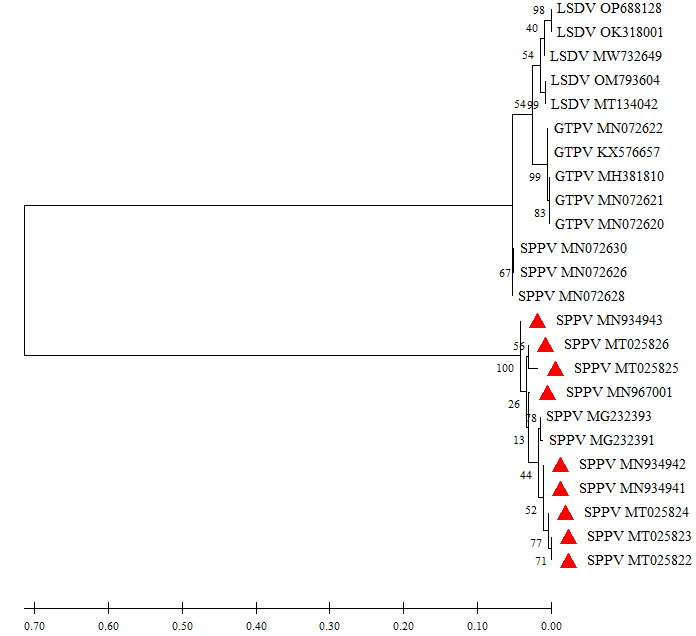 98
LSDV OP688128
40
LSDV OK318001
54
LSDV MW732649
LSDV OM793604
5499
LSDV MT134042
GTPV MN072622
GTPV KX576657
99
GTPV MH381810
GTPV MN072621
83
GTPV MN072620
SPPV MN072630
67
SPPV MN072626
SPPV MN072628
SPPV MN934943
56
SPPV MT025826
100
SPPV MT025825
26
SPPV MN967001
78
SPPV MG232393
13
SPPV MG232391
44
SPPV MN934942
SPPV MN934941
52
SPPV MT025824
77
SPPV MT025823
71
SPPV MT025822
0.70 0.60 0.50 0.40 0.30 0.20 0.10 0.00